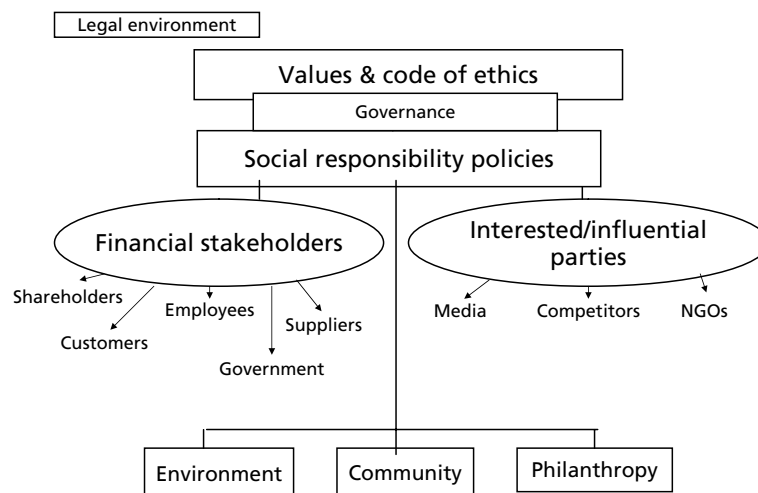 Legal environment
Values & code of ethics
Governance
Social responsibility policies
Financial stakeholders
Interested/influential
parties
Shareholders
Employees
Suppliers
Customers
Government
Media
Competitors
NGOs
Environment
Community
Philanthropy